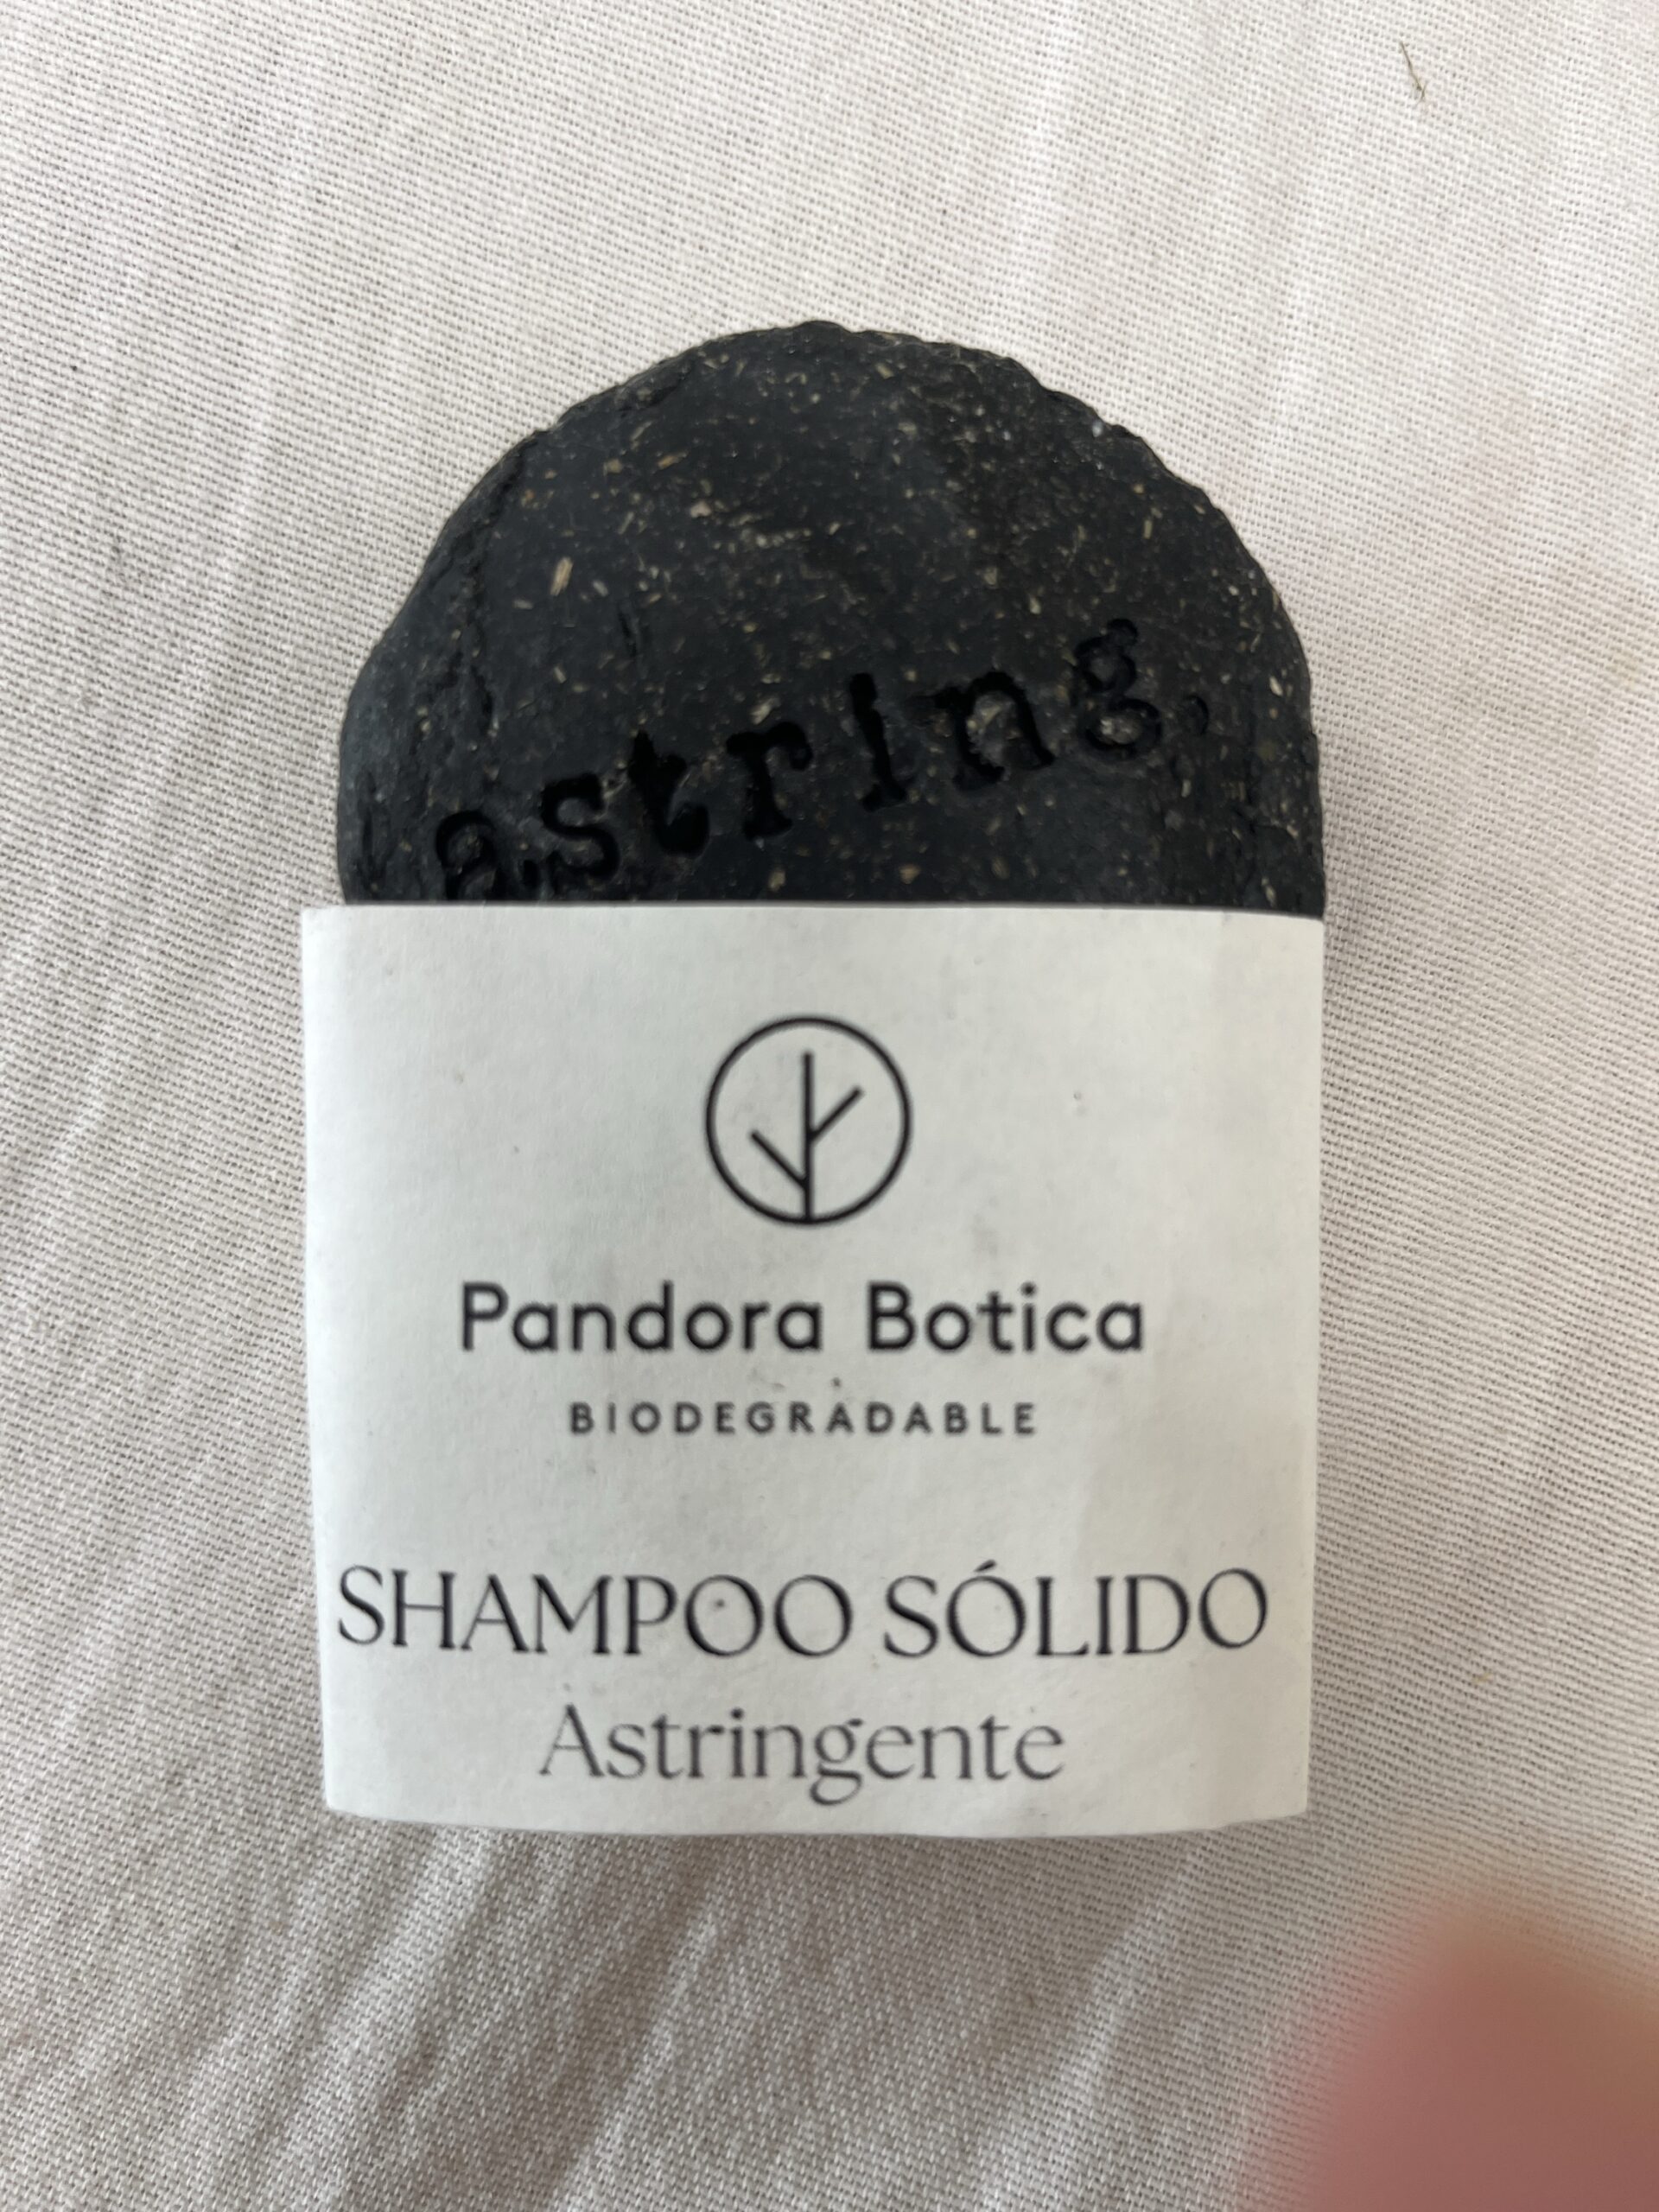 astring.
Pandora Botica
BIODEGRADABLE
SHAMPOO SÓLIDO
Astringente